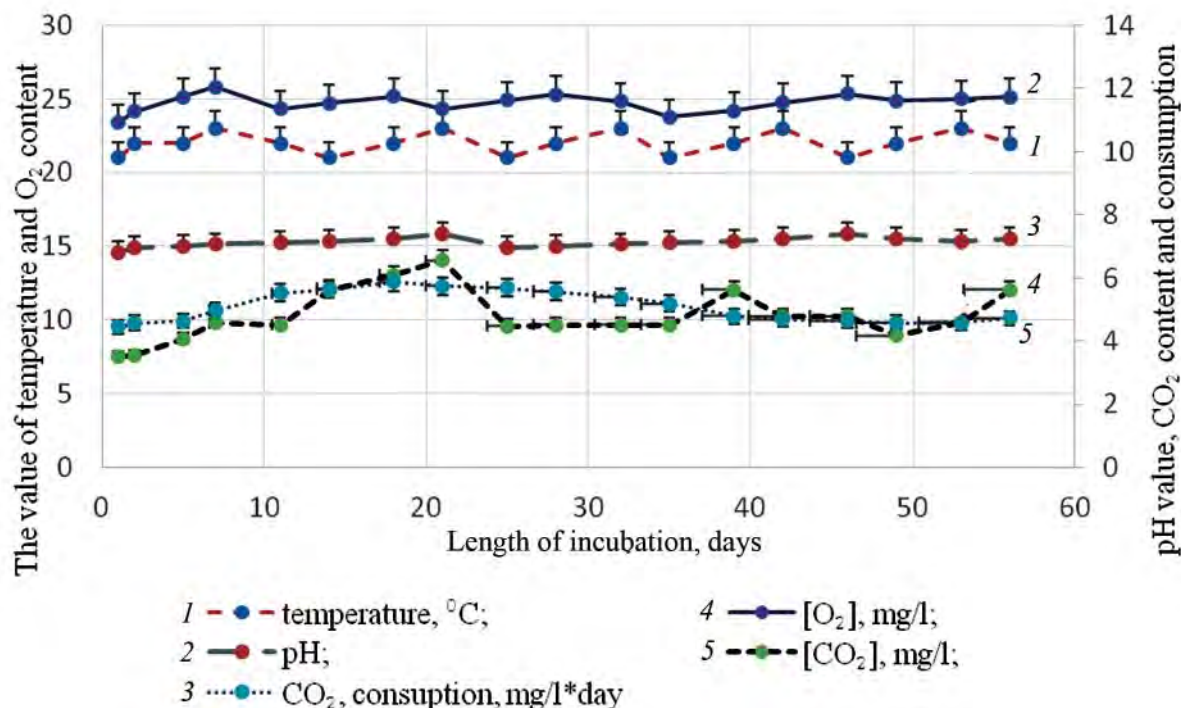 The value of temperature and O₂ content
30
25
20
15
10
5
0
0 10 20 30 40 50 60
Length of incubation, days
14
12
10
8
6
4
2
0
pH value, CO₂ content and consumption
2
1
3
4
5
1 temperature, ⁰C;
2 pH;
3 CO₂, consuption, mg/l*day
4 [O₂], mg/l;
5 [CO₂], mg/l;